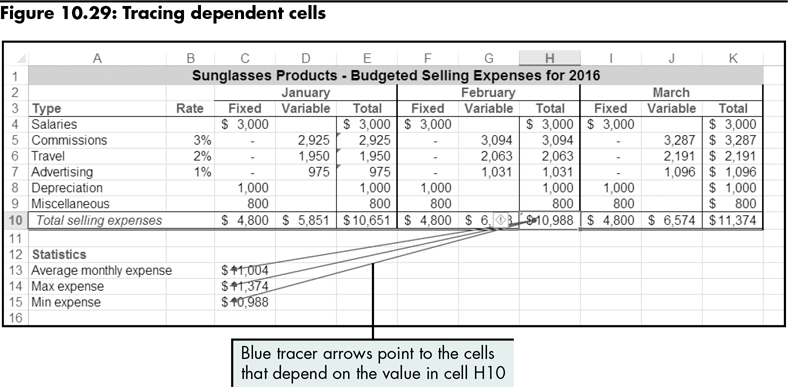 Figure 10.29: Tracing dependent cells
A B C D E F G H I J K
1 Sunglasses Products - Budgeted Selling Expenses for 2016
2 January February March
3 Type Rate Fixed Variable Total Fixed Variable Total Fixed Variable Total
4 Salaries $ 3,000 $ 3,000 $ 3,000 $ 3,000 $ 3,000 $ 3,000
5 Commissions 3% - 2,925 2,925 - 3,094 3,094 - 3,287 $ 3,287
6 Travel 2% - 1,950 1,950 - 2,063 2,063 - 2,191 $ 2,191
7 Advertising 1% - 975 975 - 1,031 1,031 - 1,096 $ 1,096
8 Depreciation 1,000 1,000 1,000 1,000 1,000 $ 1,000
9 Miscellaneous 800 800 800 800 800 $ 800
10 Total selling expenses $ 4,800 $ 5,851 $10,651 $ 4,800 $ $10,988 $ 4,800 $ 6,574 $11,374
11
12 Statistics
13 Average monthly expense $11,004
14 Max expense $11,374
15 Min expense $10,988
16
Blue tracer arrows point to the cells
that depend on the value in cell H10